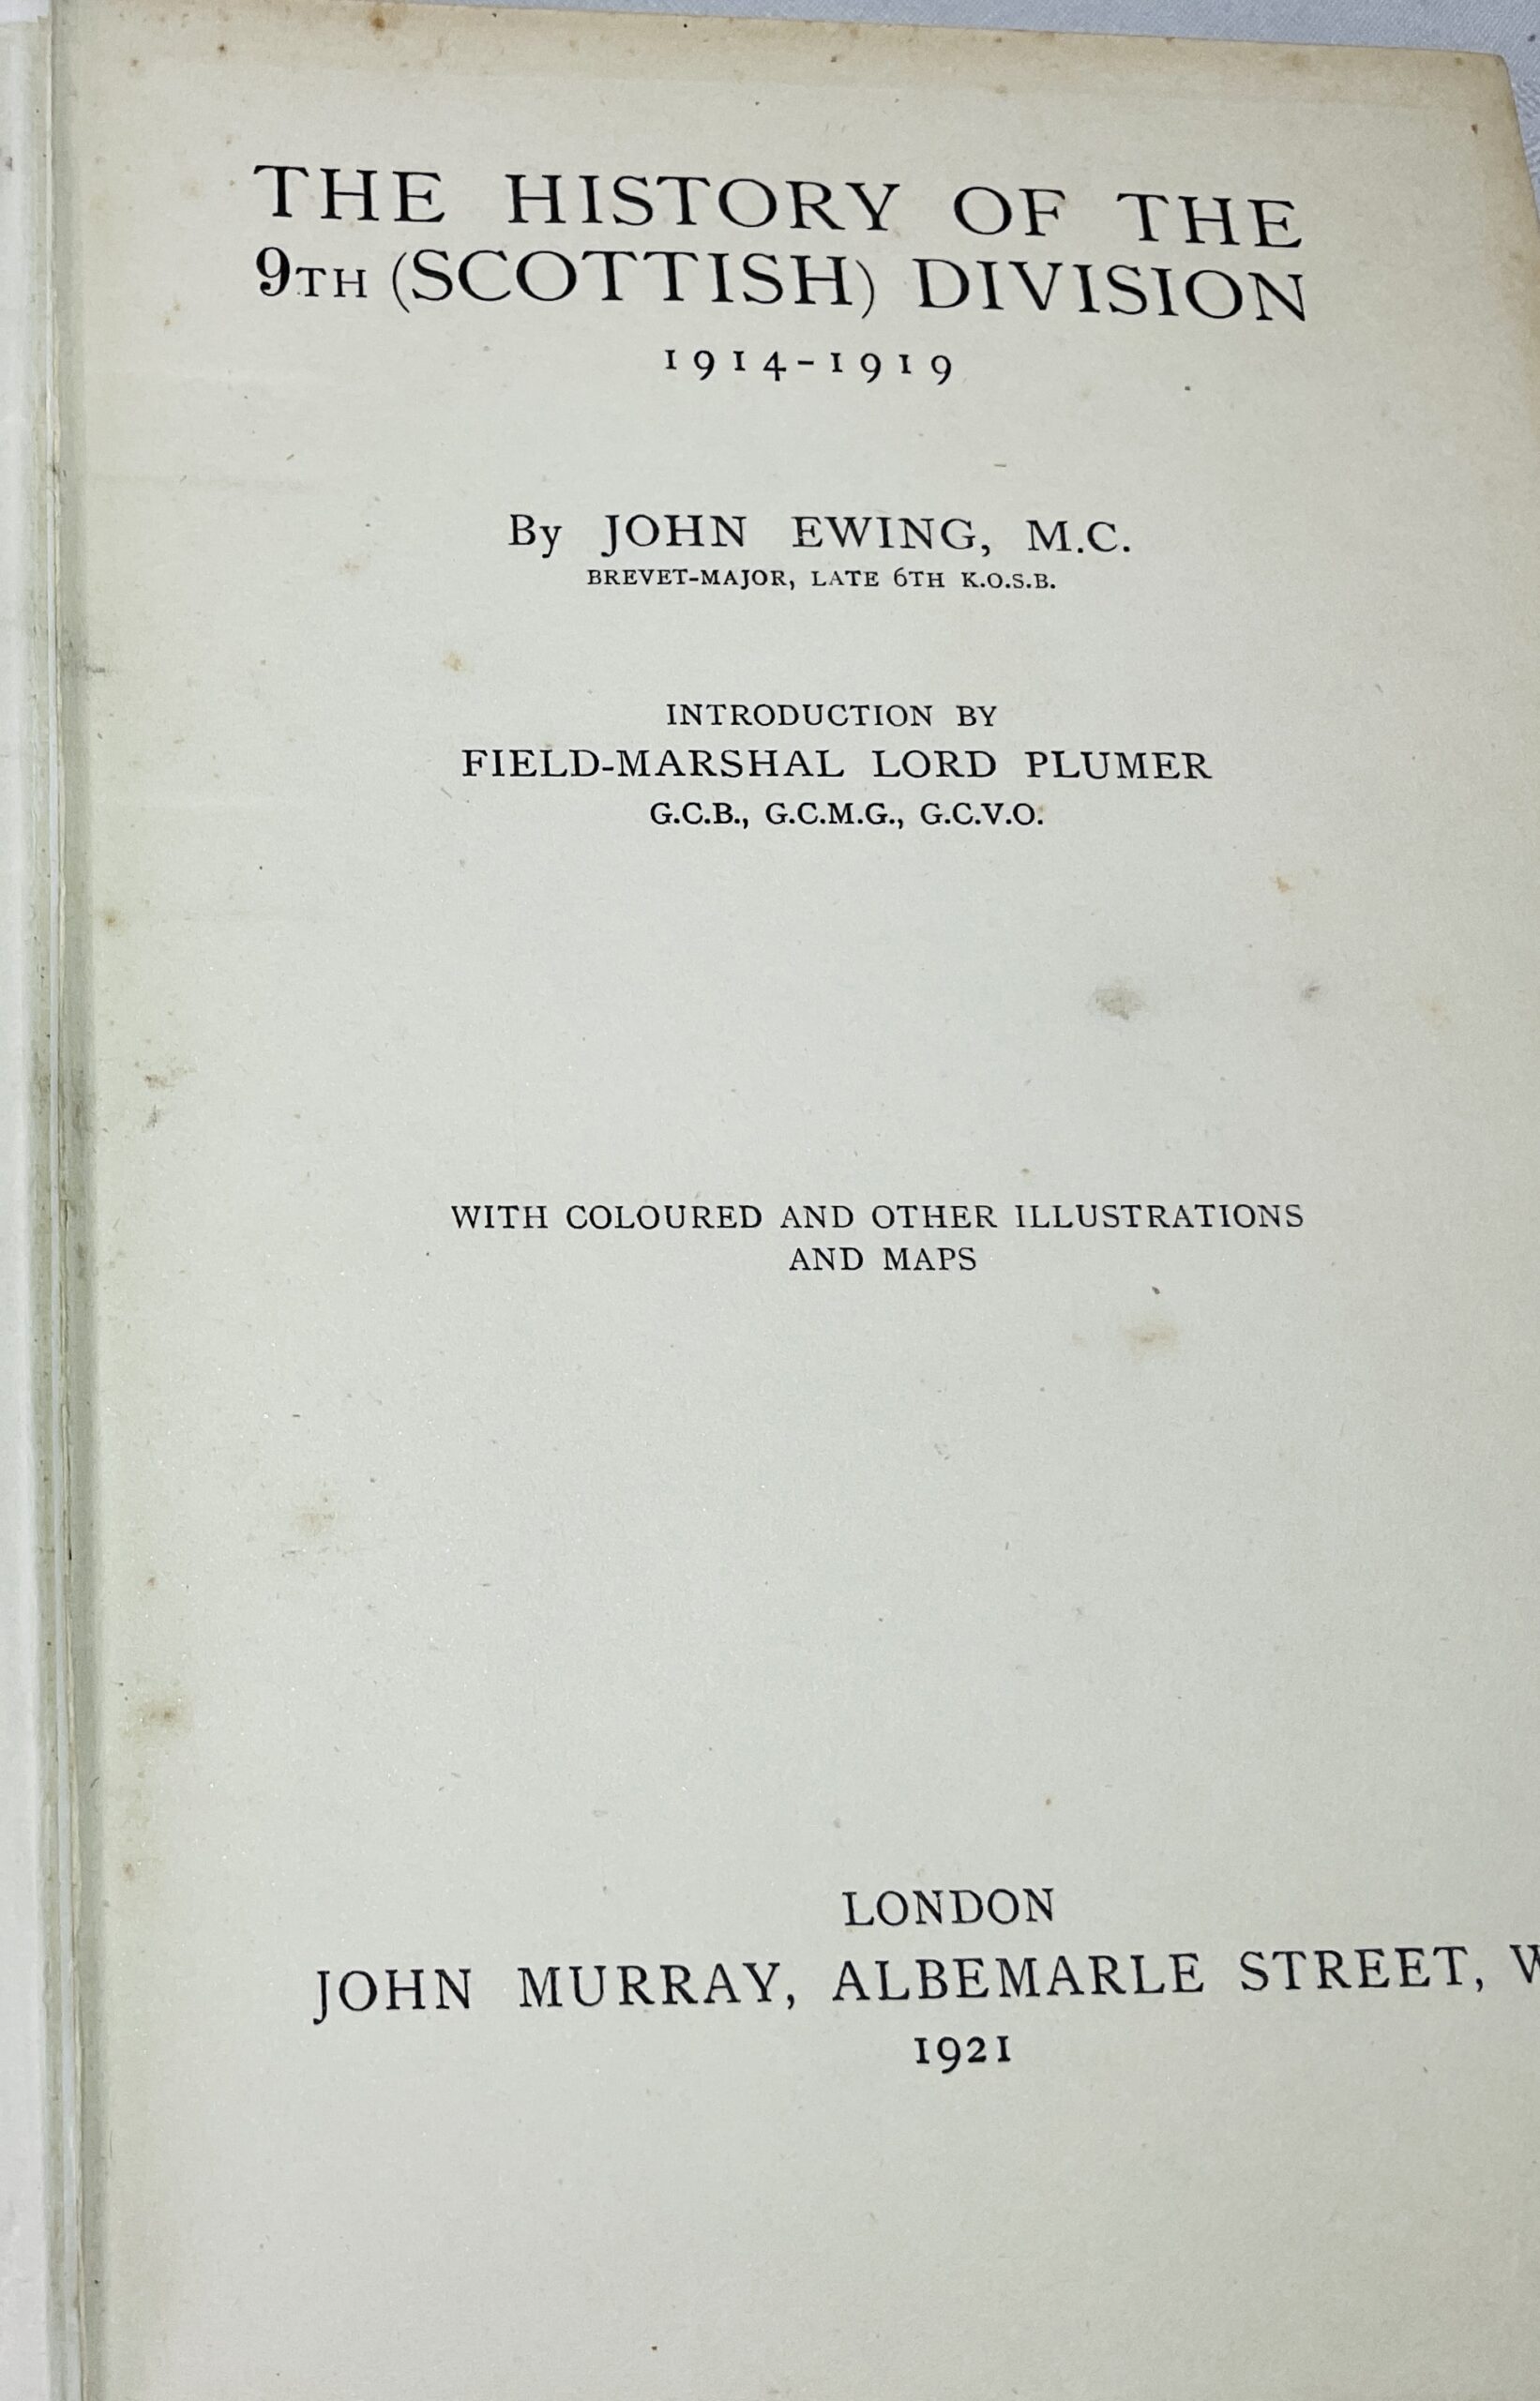 THE HISTORY OF THE
9TH (SCOTTISH) DIVISION
1914-1919
By JOHN EWING, M.C.
BREVET-MAJOR, LATE 6TH K.O.S.B.
INTRODUCTION BY
FIELD-MARSHAL LORD PLUMER
G.C.B., G.C.M.G., G.C.V.O.
WITH COLOURED AND OTHER ILLUSTRATIONS
AND MAPS
LONDON
JOHN MURRAY, ALBEMARLE STREET,
1921